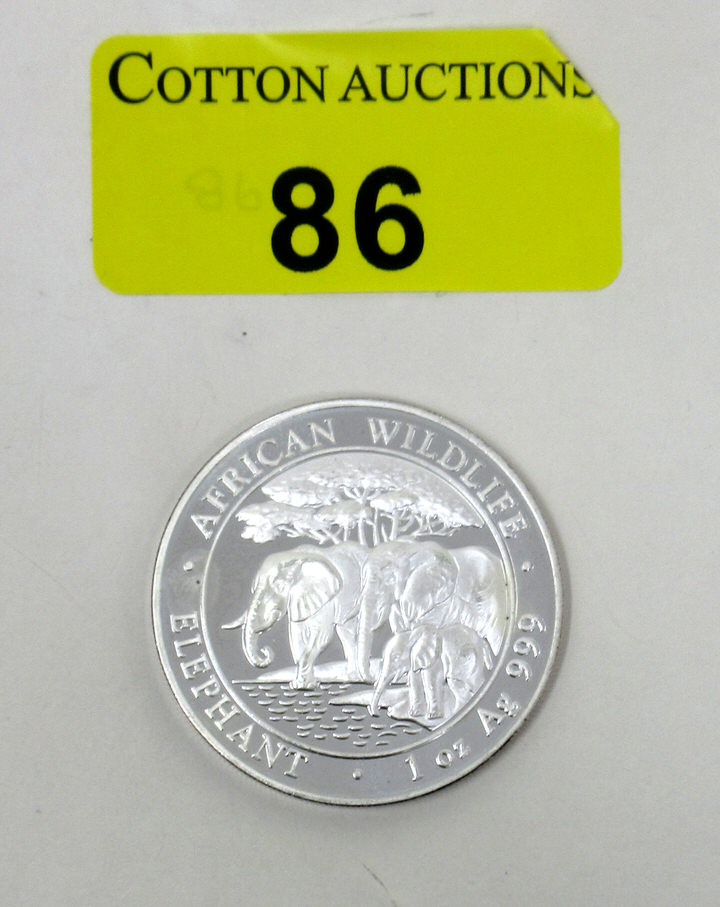 COTTON AUCTIONS
86
AFRICAN WILDLIFE
ELEPHANT
1 oz Ag 999